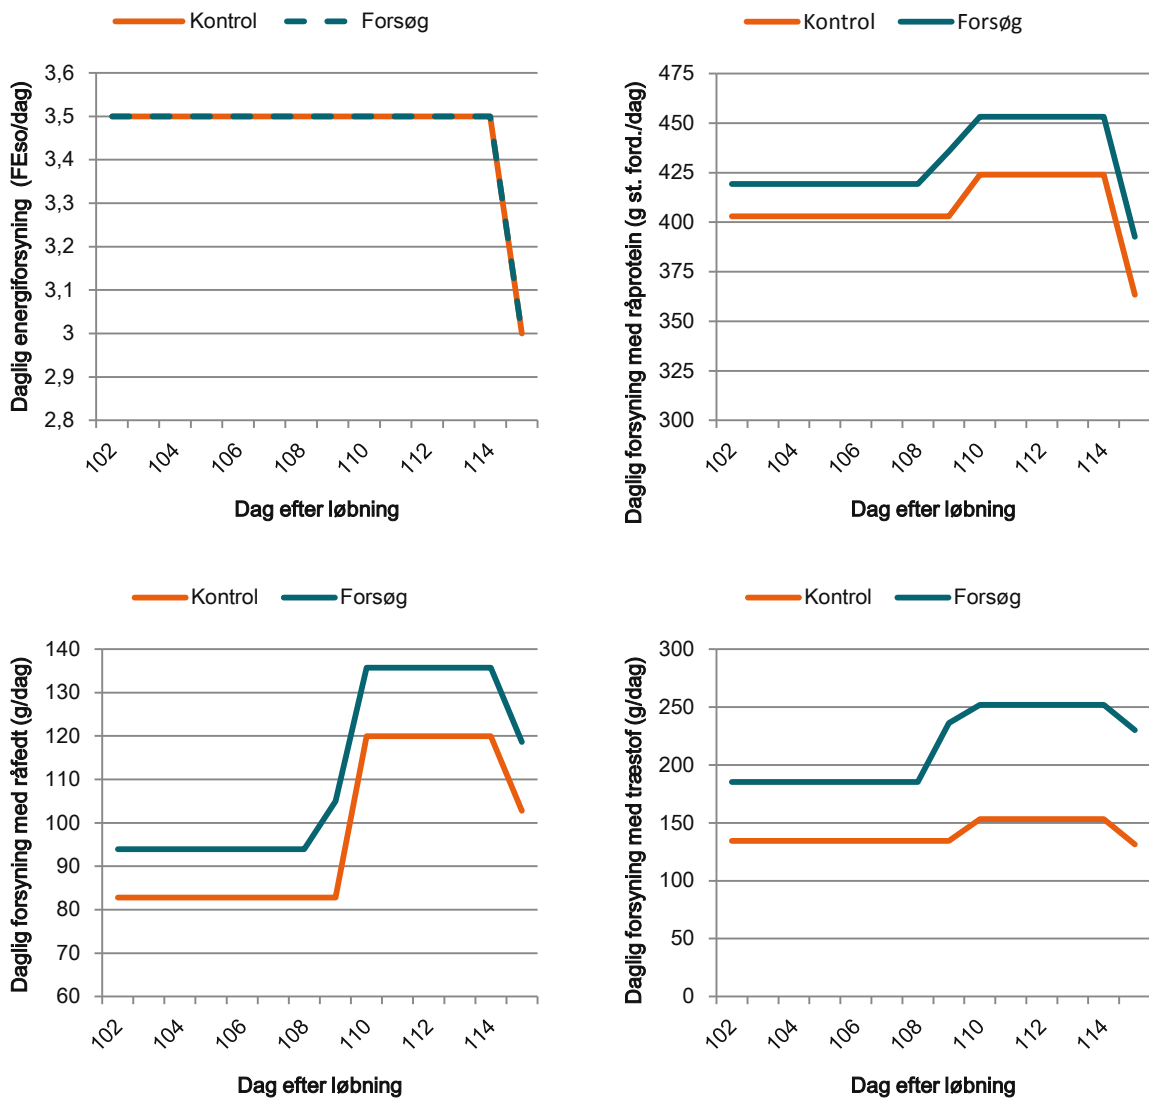 Kontrol Forsøg
Daglig energiforsyning (FEso/dag)
3,6
3,5
3,4
3,3
3,2
3,1
3
2,9
2,8
102 104 106 108 110 112 114
Dag efter løbning
Kontrol Forsøg
Daglig forsyning med råprotein (g st. ford./dag)
475
450
425
400
375
350
325
300
102 104 106 108 110 112 114
Dag efter løbning
Kontrol Forsøg
Daglig forsyning med råfedt (g/dag)
140
130
120
110
100
90
80
70
60
102 104 106 108 110 112 114
Dag efter løbning
Kontrol Forsøg
Daglig forsyning med træstof (g/dag)
300
250
200
150
100
50
0
102 104 106 108 110 112 114
Dag efter løbning